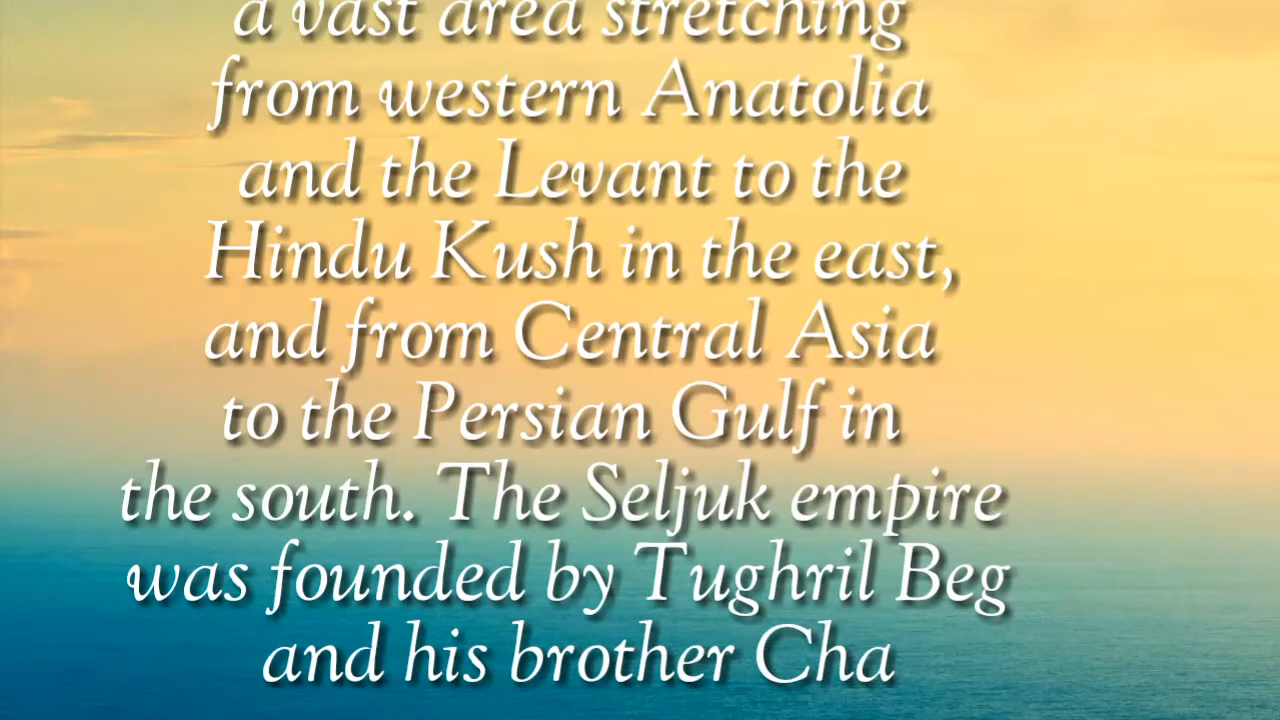 a vast area stretching
from western Anatolia
and the Levant to the
Hindu Kush in the east,
and from Central Asia
to the Persian Gulf in
the south. The Seljuk empire
was founded by Tughril Beg
and his brother Cha